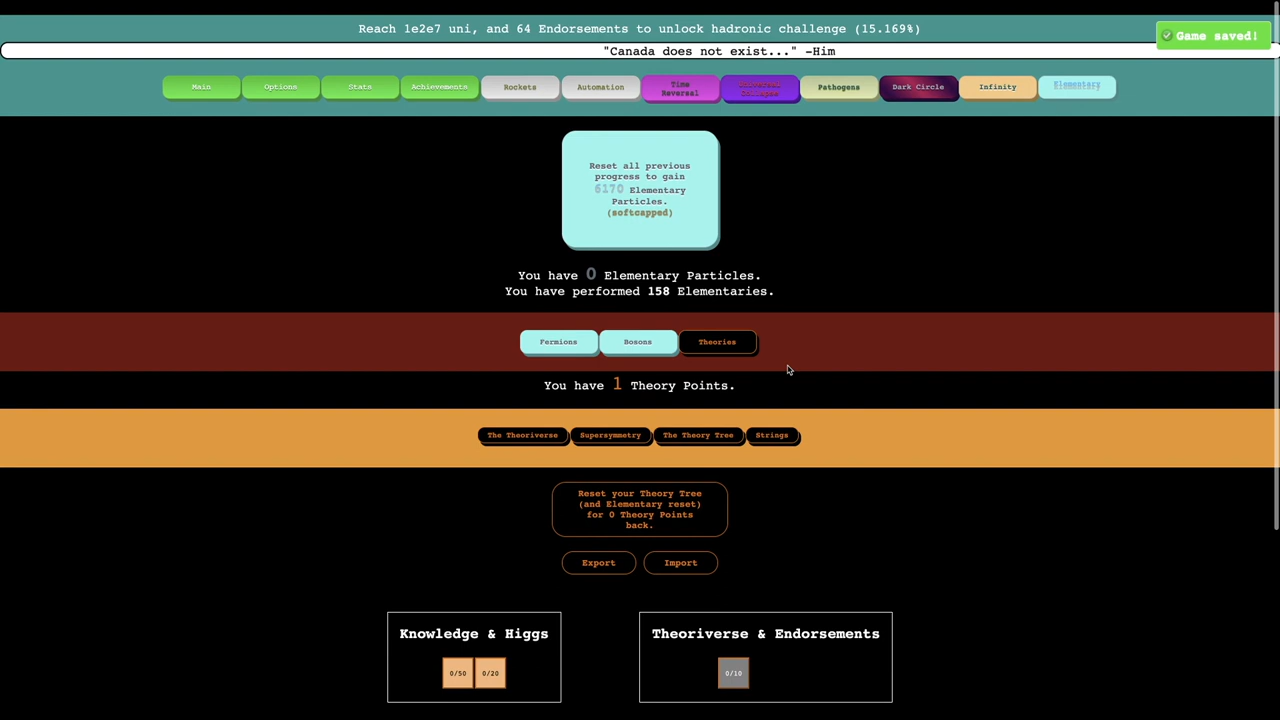 Reach 1e2e7 uni, and 64 Endorsements to unlock hadronic challenge (15.169%)
Game saved!
"Canada does not exist..." -Him
Main
Options
Stats
Achievements
Rockets
Automation
Time
Reversal
Universal
Collapse
Pathogens
Dark Circle
Infinity
Elementary
Reset all previous
progress to gain
6170 Elementary
Particles.
(softcapped)
You have 0 Elementary Particles.
You have performed 158 Elementaries.
Fermions
Bosons
Theories
You have 1 Theory Points.
The Theoriverse
Supersymmetry
The Theory Tree
Strings
Reset your Theory Tree
(and Elementary reset)
for 0 Theory Points
back.
Export
Import
Knowledge & Higgs
0/50
0/20
Theoriverse & Endorsements
0/10